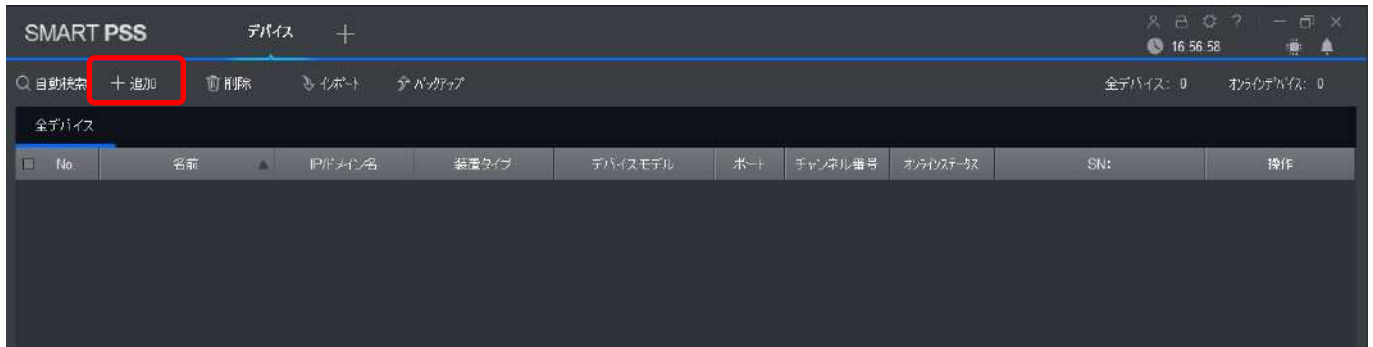 SMART PSS デバイス
16:56:58
自動検索 追加 削除 インポート バックアップ 全デバイス: 0 オンラインデバイス: 0
全デバイス
No. 名前 IP/ドメイン名 装置タイプ デバイスモデル ポート チャンネル番号 オンラインステータス SN: 操作